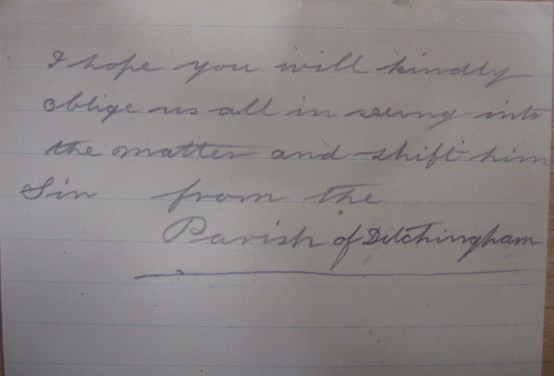 I hope you will kindly
oblige us all in seeing into
the matter and shift him
Sir from the
Parish of Ditchingham